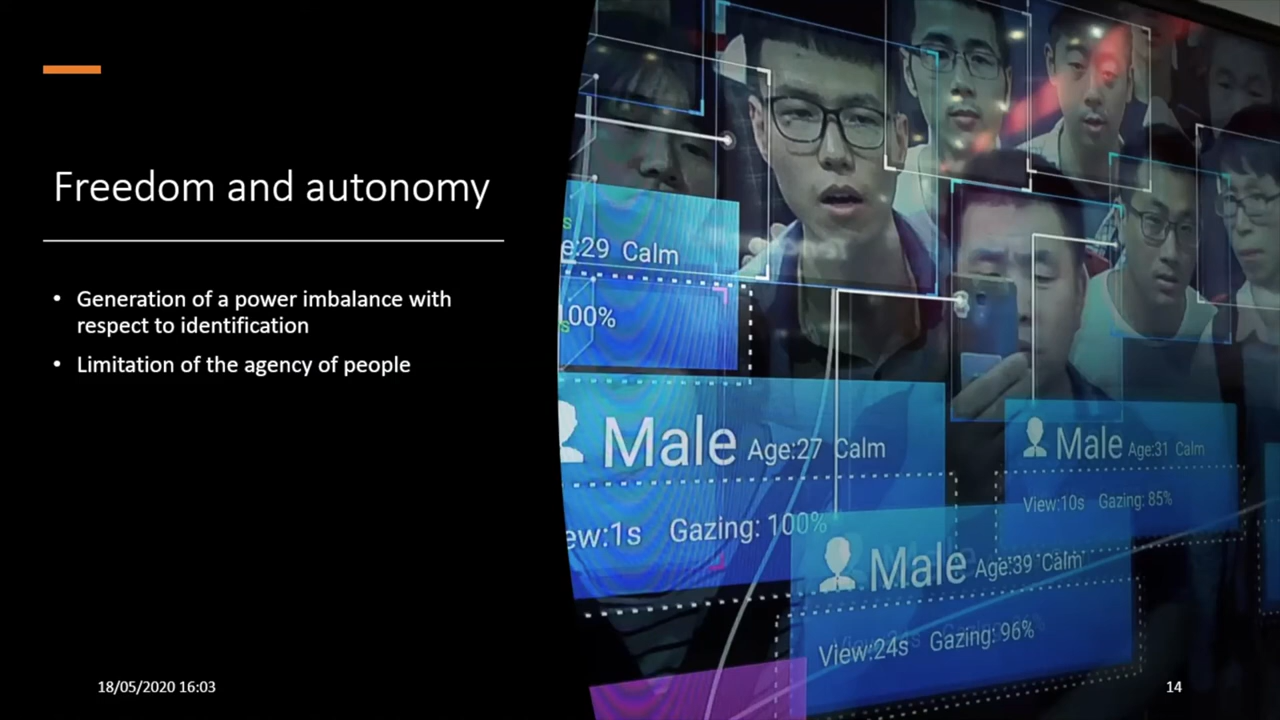 Freedom and autonomy
• Generation of a power imbalance with
respect to identification
• Limitation of the agency of people
e:29 Calm
100%
Male Age:27 Calm
ew:1s Gazing: 100%
Male Age:31 Calm
View:10s Gazing: 85%
Male Age:39 Calm
View:24s Gazing: 96%
18/05/2020 16:03
14